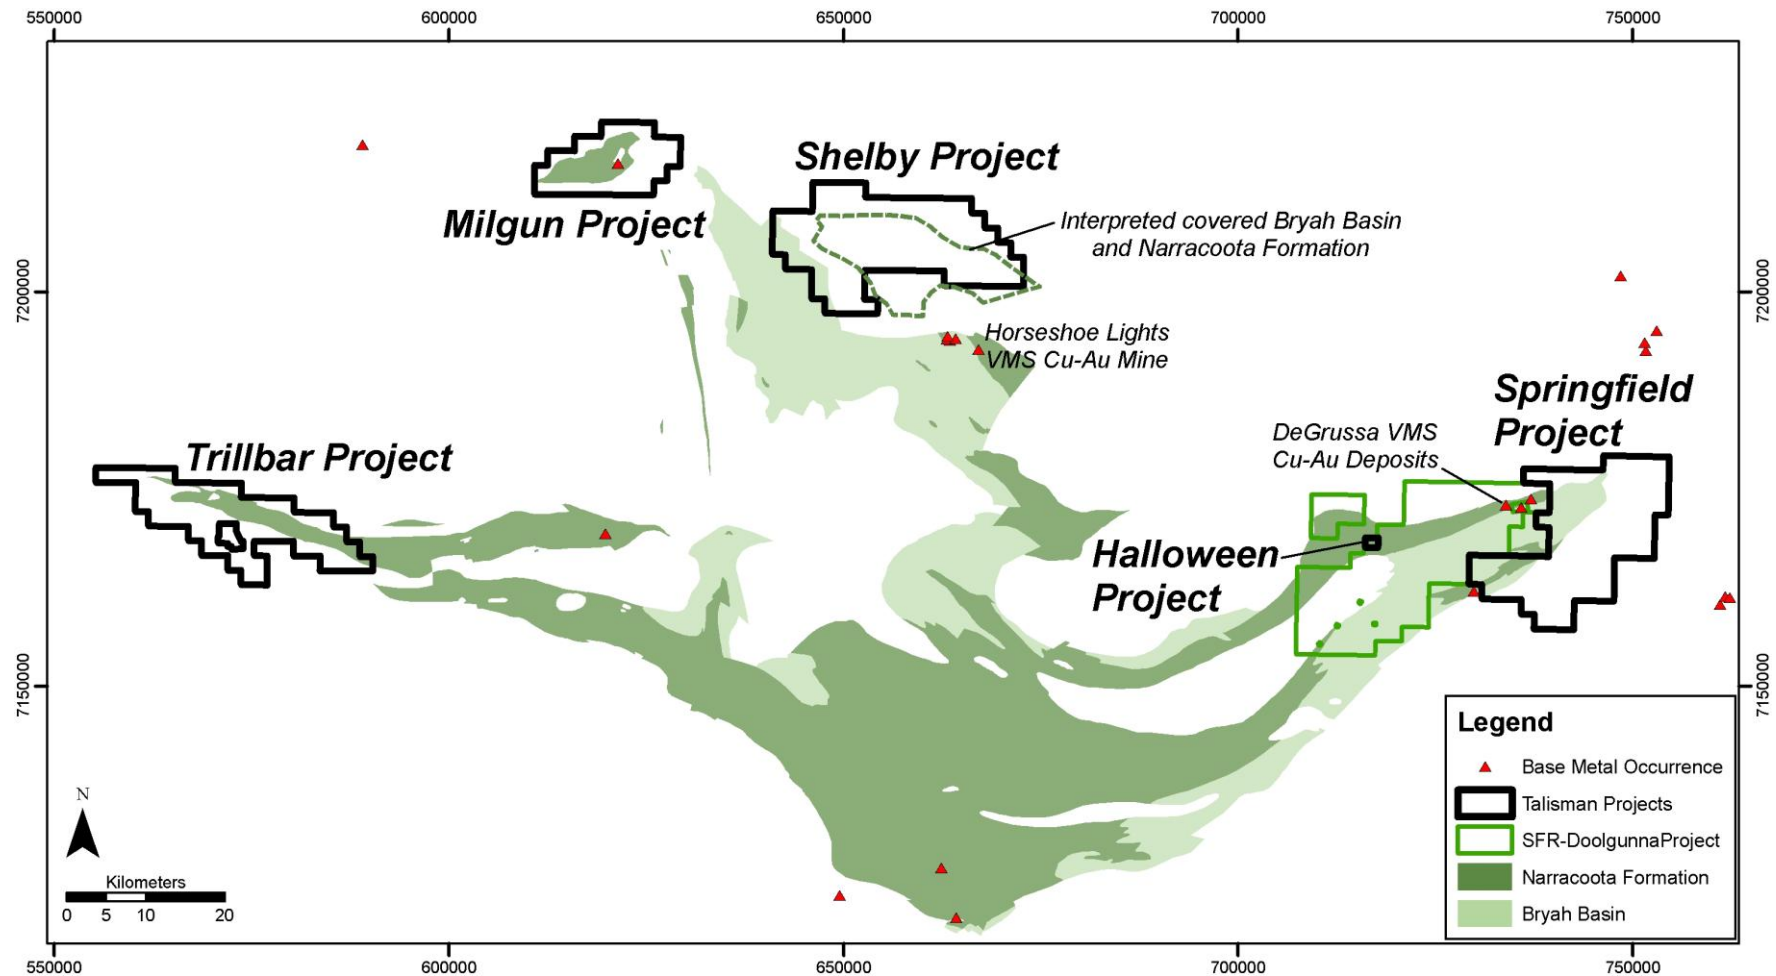 550000
600000
650000
700000
750000
Shelby Project
Milgun Project
Interpreted covered Bryah Basin
and Narracoota Formation
7200000
7200000
Horseshoe Lights
VMS Cu-Au Mine
Springfield
Project
DeGrussa VMS
Cu-Au Deposits
Trillbar Project
Halloween
Project
7150000
7150000
Legend
Base Metal Occurrence
Talisman Projects
SFR-DoolgunnaProject
Narracoota Formation
Bryah Basin
N
Kilometers
0 5 10 20
550000
600000
650000
700000
750000